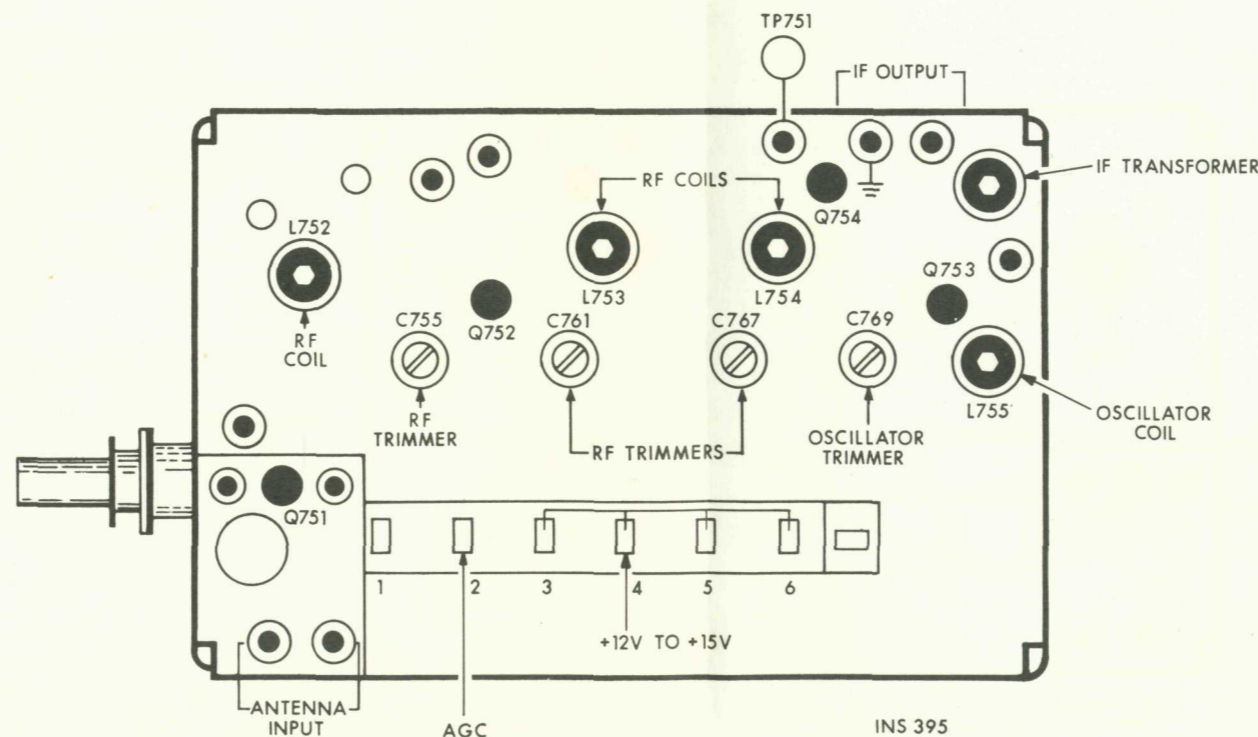 TP751
IF OUTPUT
IF TRANSFORMER
RF COILS
Q754
L752
Q753
L753
L754
Q752
C755
C761
C767
C769
RF
COIL
L755
RF
TRIMMER
RF TRIMMERS
OSCILLATOR
TRIMMER
OSCILLATOR
COIL
Q751
1
2
3
4
5
6
+12V TO +15V
ANTENNA
INPUT
AGC
INS 395